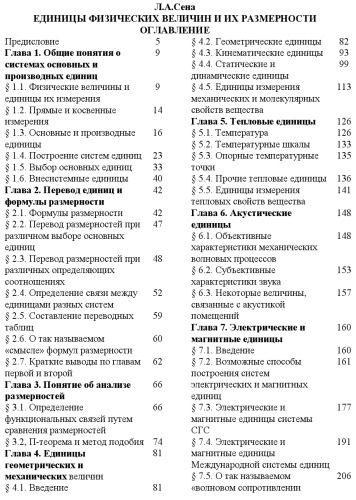 Л.А.Сена
ЕДИНИЦЫ ФИЗИЧЕСКИХ ВЕЛИЧИН И ИХ РАЗМЕРНОСТИ
ОГЛАВЛЕНИЕ
Предисловие 5
Глава 1. Общие понятия о 9
системах основных и
производных единиц
§ 1.1. Физические величины и 9
единицы их измерения
§ 1.2. Прямые и косвенные 14
измерения
§ 1.3. Основные и производные 16
единицы
§ 1.4. Построение систем единиц 23
§ 1.5. Выбор основных единиц 33
§ 1.6. Внесистемные единицы 40
Глава 2. Перевод единиц и 42
формулы размерности
§ 2.1. Формулы размерности 42
§ 2.2. Перевод размерностей при 47
различном выборе основных
единиц
§ 2.3. Перевод размерностей при 48
различных определяющих
соотношениях
§ 2.4. Определение связи между 52
единицами разных систем
§ 2.5. Составление переводных 59
таблиц
§ 2.6. О так называемом 60
«смысле» формул размерности
§ 2.7. Краткие выводы по главам 62
первой и второй
Глава 3. Понятие об анализе 66
размерностей
§ 3.1. Определение 66
функциональных связей путем
сравнения размерностей
§ 3.2, П-теорема и метод подобия 74
Глава 4. Единицы 81
геометрических и
механических величин
§ 4.1. Введение 81
§ 4.2. Геометрические единицы 82
§ 4.3. Кинематические единицы 93
§ 4.4. Статические и 99
динамические единицы
§ 4.5. Единицы измерения 113
механических и молекулярных
свойств вещества
Глава 5. Тепловые единицы 126
§ 5.1. Температура 126
§ 5.2. Температурные шкалы 133
§ 5.3. Опорные температурные 135
точки
§ 5.4. Прочие тепловые единицы 136
§ 5.5. Единицы измерения 141
тепловых свойств вещества
Глава 6. Акустические 148
единицы
§ 6.1. Объективные 148
характеристики механических
волновых процессов
§ 6.2. Субъективные 153
характеристики звука
§ 6.3. Некоторые величины, 157
связанные с акустикой
помещений
Глава 7. Электрические и 160
магнитные единицы
§ 7.1. Введение 160
§ 7.2. Возможные способы 161
построения систем
электрических и магнитных
единиц
§ 7.3. Электрические и 177
магнитные единицы системы
СГС
§ 7.4. Электрические и 191
магнитные единицы
Международной системы единиц
§ 7.5. О так называемом 206
«волновом сопротивлении